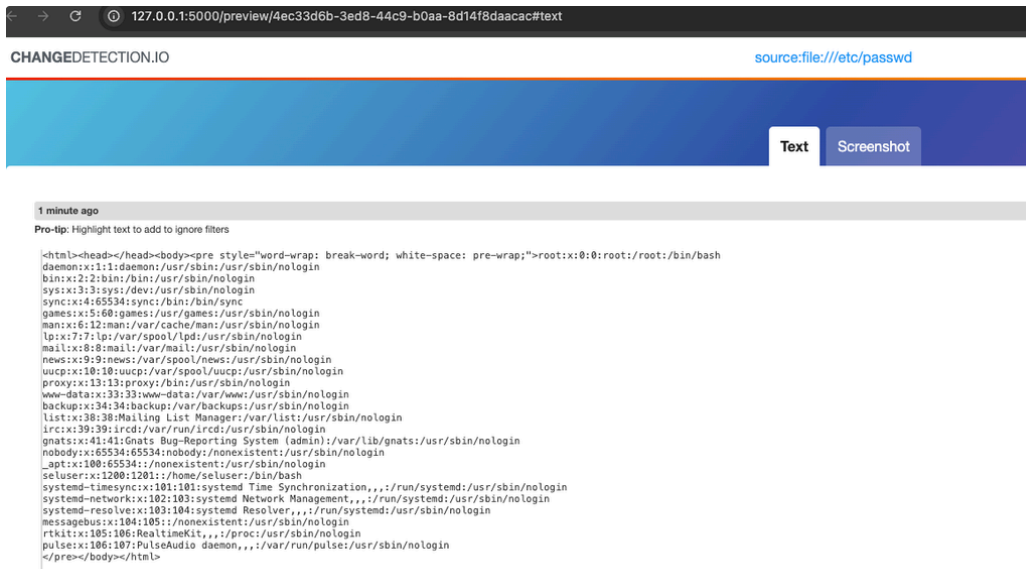 127.0.0.1:5000/preview/4ec33d6b-3ed8-44c9-b0aa-8d14f8daacac#text
CHANGEDETECTION.IO
source:file:///etc/passwd
Text
Screenshot
1 minute ago
Pro-tip: Highlight text to add to ignore filters
<html><head></head><body><pre style="word-wrap: break-word; white-space: pre-wrap;">root:x:0:0:root:/root:/bin/bash
daemon:x:1:1:daemon:/usr/sbin:/usr/sbin/nologin
bin:x:2:2:bin:/bin:/usr/sbin/nologin
sys:x:3:3:sys:/dev:/usr/sbin/nologin
sync:x:4:65534:sync:/bin:/bin/sync
games:x:5:60:games:/usr/games:/usr/sbin/nologin
man:x:6:12:man:/var/cache/man:/usr/sbin/nologin
lp:x:7:7:lp:/var/spool/lpd:/usr/sbin/nologin
mail:x:8:8:mail:/var/mail:/usr/sbin/nologin
news:x:9:9:news:/var/spool/news:/usr/sbin/nologin
uucp:x:10:10:uucp:/var/spool/uucp:/usr/sbin/nologin
proxy:x:13:13:proxy:/bin:/usr/sbin/nologin
www-data:x:33:33:www-data:/var/www:/usr/sbin/nologin
backup:x:34:34:backup:/var/backups:/usr/sbin/nologin
list:x:38:38:Mailing List Manager:/var/list:/usr/sbin/nologin
irc:x:39:39:ircd:/var/run/ircd:/usr/sbin/nologin
gnats:x:41:41:Gnats Bug-Reporting System (admin):/var/lib/gnats:/usr/sbin/nologin
nobody:x:65534:65534:nobody:/nonexistent:/usr/sbin/nologin
_apt:x:100:65534::/nonexistent:/usr/sbin/nologin
seluser:x:1200:1201::/home/seluser:/bin/bash
systemd-timesync:x:101:101:systemd Time Synchronization,,,:/run/systemd:/usr/sbin/nologin
systemd-network:x:102:103:systemd Network Management,,,:/run/systemd:/usr/sbin/nologin
systemd-resolve:x:103:104:systemd Resolver,,,:/run/systemd:/usr/sbin/nologin
messagebus:x:104:105::/nonexistent:/usr/sbin/nologin
rtkit:x:105:106:RealtimeKit,,,:/proc:/usr/sbin/nologin
pulse:x:106:107:PulseAudio daemon,,,:/var/run/pulse:/usr/sbin/nologin
</pre></body></html>